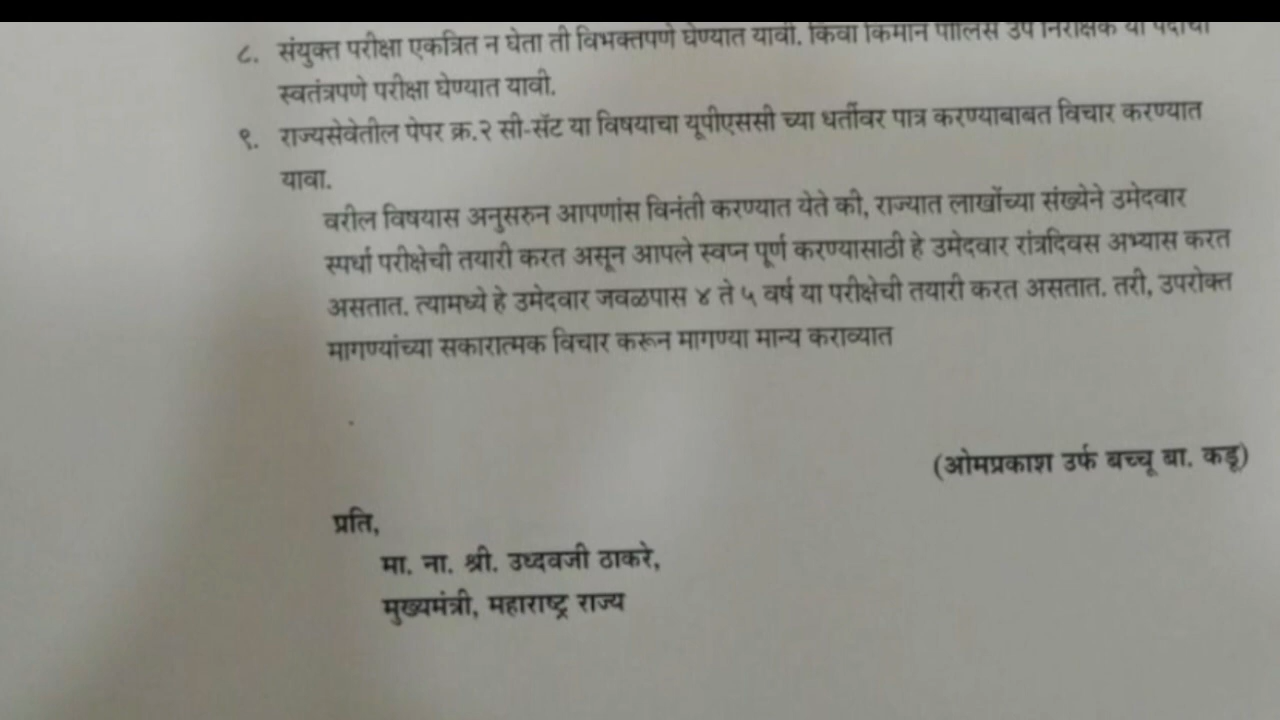 ८. संयुक्त परीक्षा एकत्रित न घेता ती विभक्तपणे घेण्यात यावी. किंवा किमान पोलिस उप निरीक्षक या पदाची
स्वतंत्रपणे परीक्षा घेण्यात यावी.
९. राज्यसेवेतील पेपर क्र.२ सी-सॅट या विषयाचा यूपीएससी च्या धर्तीवर पात्र करण्याबाबत विचार करण्यात
यावा.
वरील विषयास अनुसरुन आपणांस विनंती करण्यात येते की, राज्यात लाखोंच्या संख्येने उमेदवार
स्पर्धा परीक्षेची तयारी करत असून आपले स्वप्न पूर्ण करण्यासाठी हे उमेदवार रांत्रदिवस अभ्यास करत
असतात. त्यामध्ये हे उमेदवार जवळपास ४ ते ५ वर्ष या परीक्षेची तयारी करत असतात. तरी, उपरोक्त
मागण्यांच्या सकारात्मक विचार करून मागण्या मान्य कराव्यात
(ओमप्रकाश उर्फ बच्चू बा. कडू)
प्रति,
मा. ना. श्री. उध्दवजी ठाकरे,
मुख्यमंत्री, महाराष्ट्र राज्य